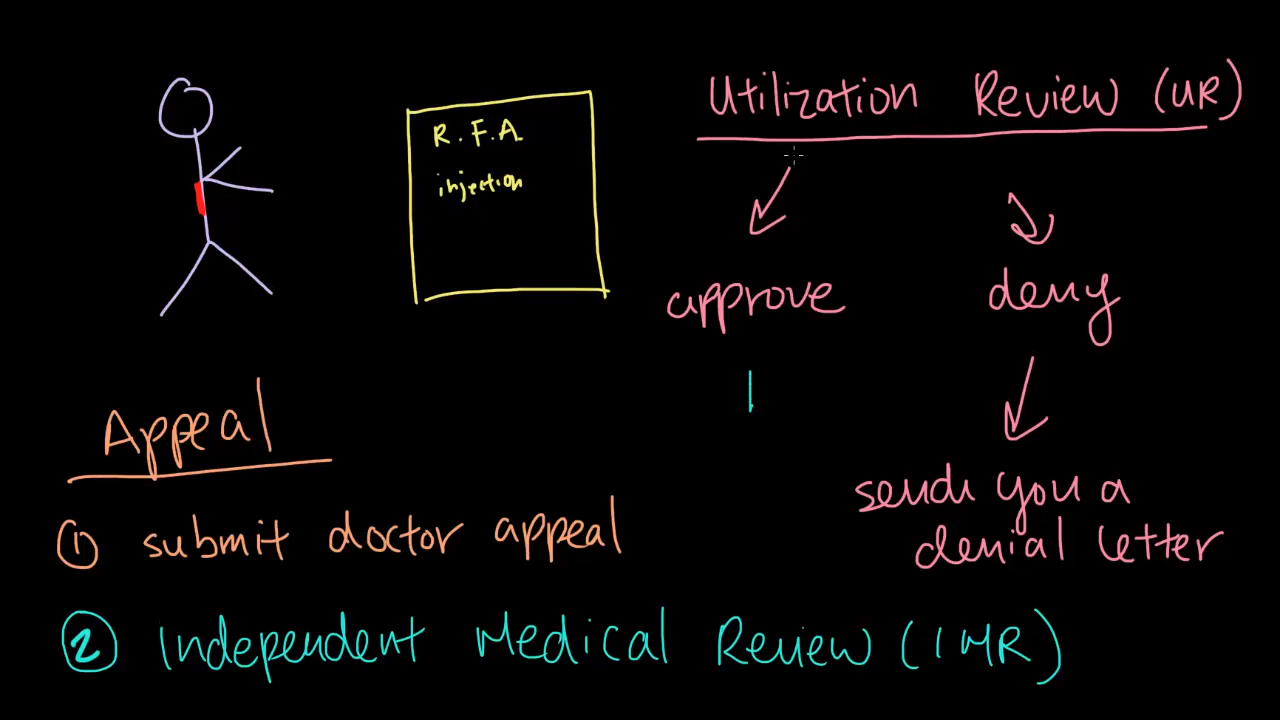 R.F.A
injection
Utilization Review (UR)
approve
deny
sends you a
denial letter
Appeal
① submit doctor appeal
② Independent Medical Review (IMR)